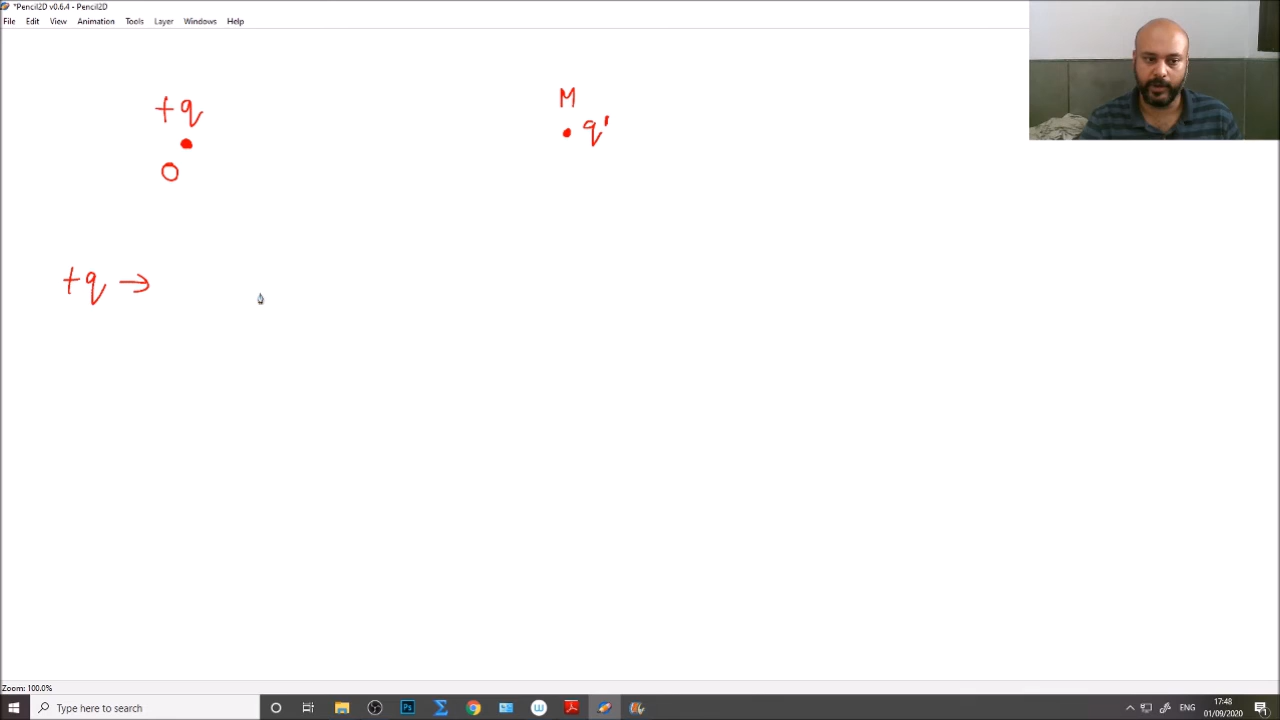 *Pencil2D v0.6.4 - Pencil2D
File Edit View Animation Tools Layer Windows Help
+q
O
M
q'
+q →
Zoom: 100.0%
Type here to search
Ps
W
ENG
17:48
01/09/2020